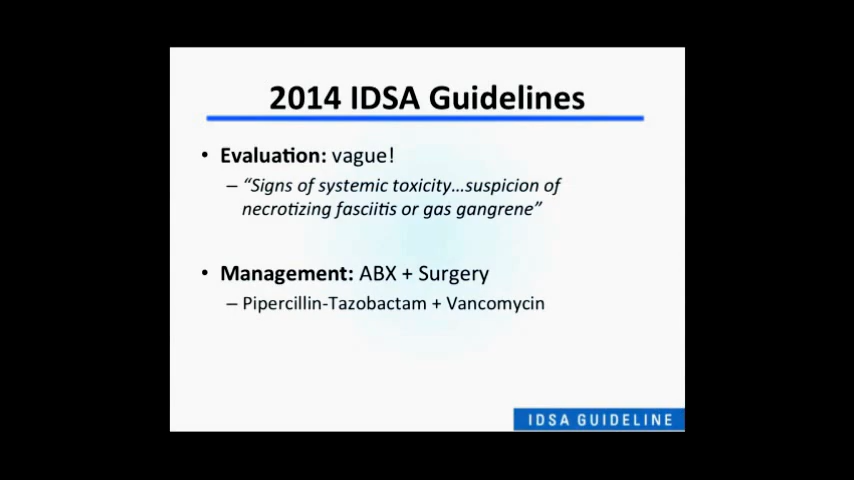 2014 IDSA Guidelines
• Evaluation: vague!
– “Signs of systemic toxicity...suspicion of
necrotizing fasciitis or gas gangrene”
• Management: ABX + Surgery
– Pipercillin-Tazobactam + Vancomycin
IDSA GUIDELINE